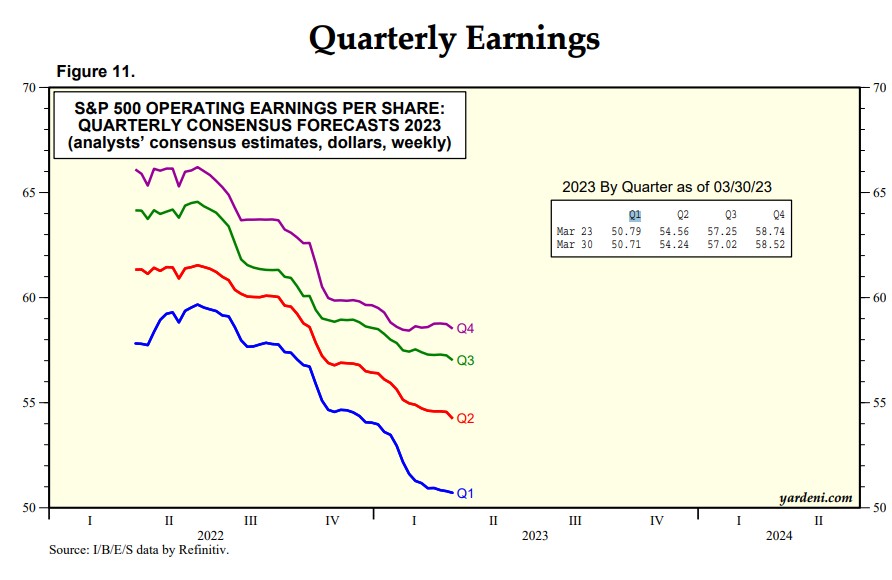 Quarterly Earnings
Figure 11.
70 70
S&P 500 OPERATING EARNINGS PER SHARE:
QUARTERLY CONSENSUS FORECASTS 2023
(analysts' consensus estimates, dollars, weekly)
65 65
2023 By Quarter as of 03/30/23
Q1 Q2 Q3 Q4
Mar 23 50.79 54.56 57.25 58.74
Mar 30 50.71 54.24 57.02 58.52
60 60
Q4
Q3
55 55
Q2
Q1
yardeni.com
50 50
I II III IV I II III IV I II
2022 2023 2024
Source: I/B/E/S data by Refinitiv.